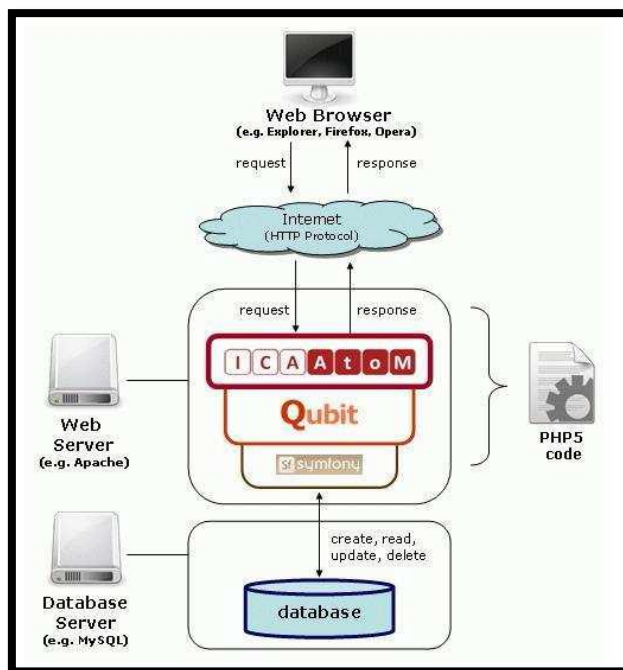 Web Browser
(e.g. Explorer, Firefox, Opera)
request response
Internet
(HTTP Protocol)
request response
ICAAtoM
Qubit
sf symfony
Web
Server
(e.g. Apache)
PHP5
code
create, read,
update, delete
database
Database
Server
(e.g. MySQL)